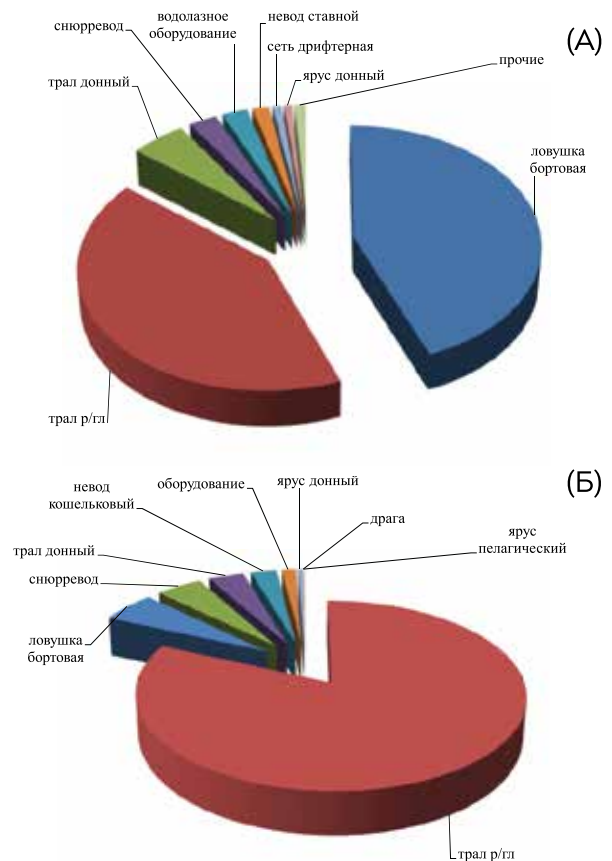 (А)
водолазное
оборудование
невод ставной
снюрревод
сеть дрифтерная
трал донный
ярус донный
прочие
ловушка
бортовая
трал р/гл
(Б)
невод
кошельковый
оборудование
ярус донный
драга
ярус
пелагический
трал донный
снюрревод
ловушка
бортовая
трал р/гл